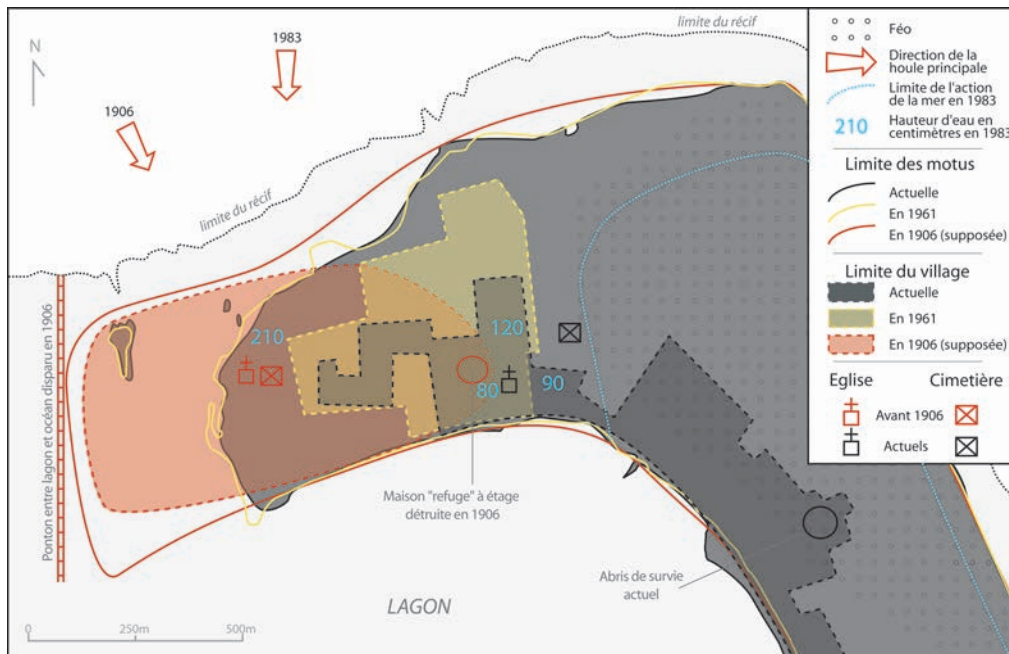 limite du récif
1983
N
1906
limite du récif
210
120
80
90
Ponton entre lagon et océan disparu en 1906
Maison "refuge" à étage
détruite en 1906
Abris de survie
actuel
LAGON
0
250m
500m
Féo
Direction de la
houle principale
Limite de l'action
de la mer en 1983
210
Hauteur d'eau en
centimètres en 1983
Limite des motus
Actuelle
En 1961
En 1906 (supposée)
Limite du village
Actuelle
En 1961
En 1906 (supposée)
Eglise Cimetière
Avant 1906
Actuels